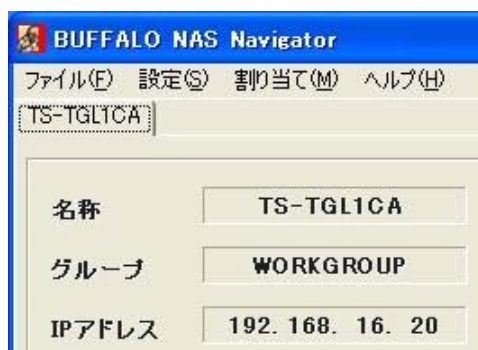 BUFFALO NAS Navigator
ファイル(F) 設定(S) 割り当て(M) ヘルプ(H)
TS-TGL1CA
名称 TS-TGL1CA
グループ WORKGROUP
IPアドレス 192. 168. 16. 20